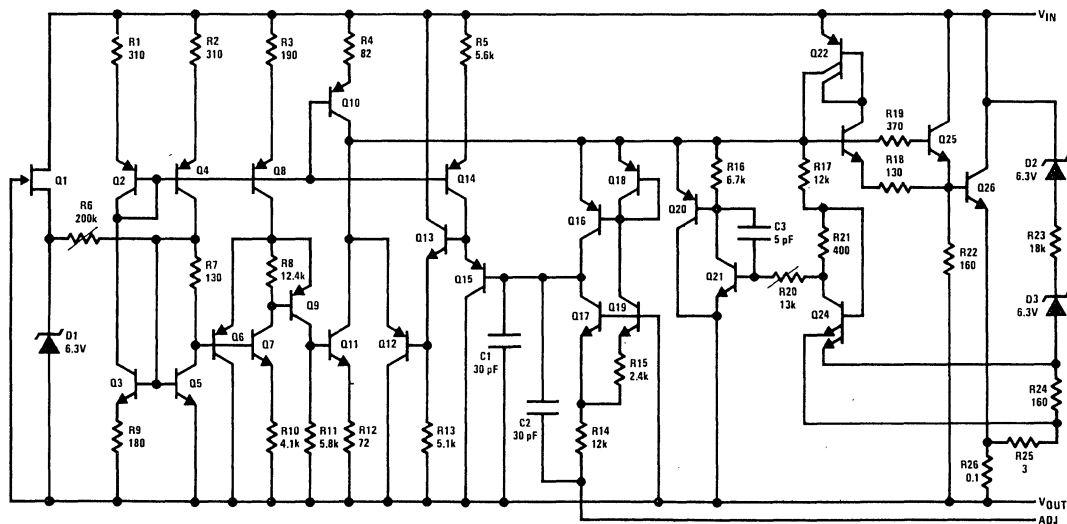 VIN
R1
310
R2
310
R3
190
R4
82
R5
5.6k
Q22
Q10
R19
370
Q25
D2
6.3V
R18
130
Q1
Q2
Q4
Q8
Q14
Q18
R16
6.7k
R17
12k
Q26
R6
200k
Q16
Q20
C3
5 pF
R21
400
R23
18k
Q13
R7
130
R8
12.4k
Q9
Q15
Q21
R20
13k
R22
160
D3
6.3V
D1
6.3V
Q6
Q7
Q11
Q12
Q17
Q19
Q24
C1
30 pF
R15
2.4k
Q3
Q5
R24
160
C2
30 pF
R9
180
R10
4.1k
R11
5.8k
R12
72
R13
5.1k
R14
12k
R25
3
R26
0.1
VOUT
ADJ